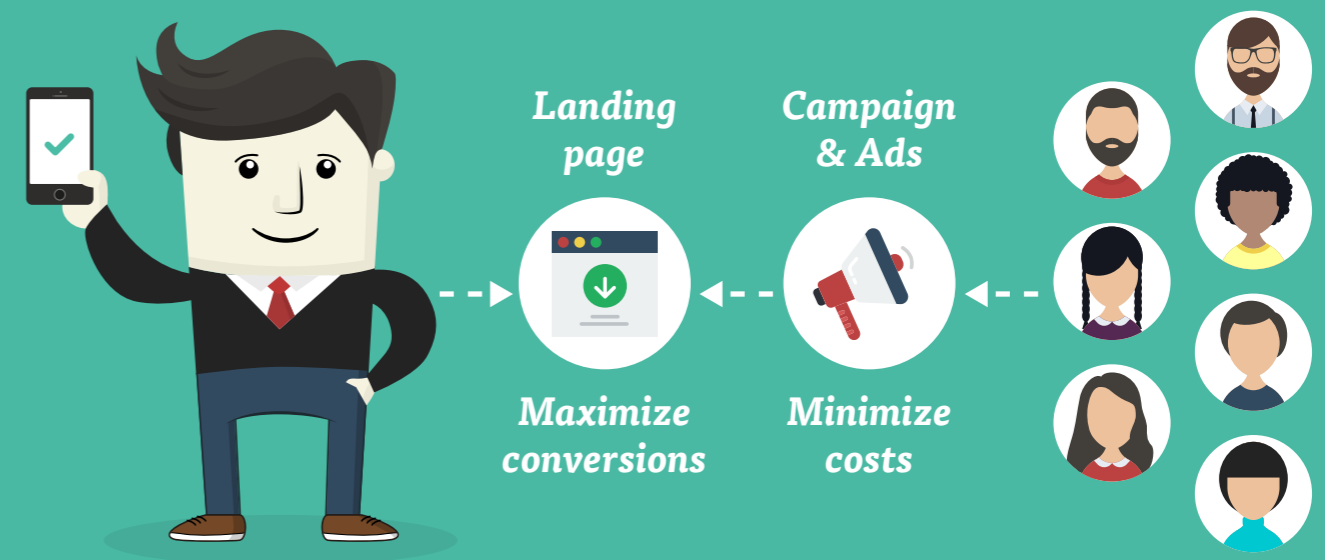 Landing
page
Campaign
& Ads
Maximize
conversions
Minimize
costs